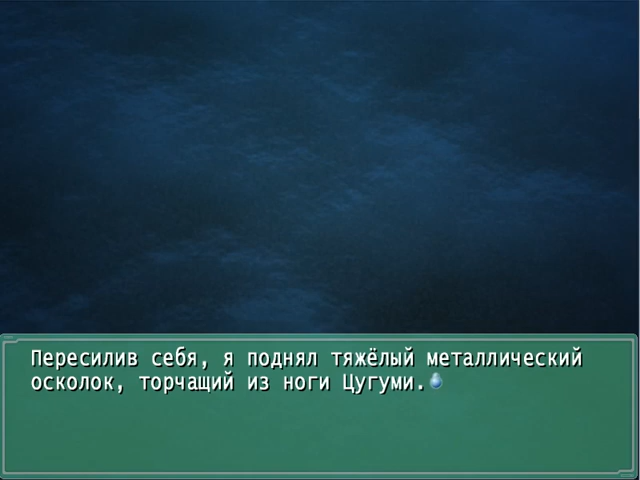 Пересилив себя, я поднял тяжёлый металлический
осколок, торчащий из ноги Цугуми.